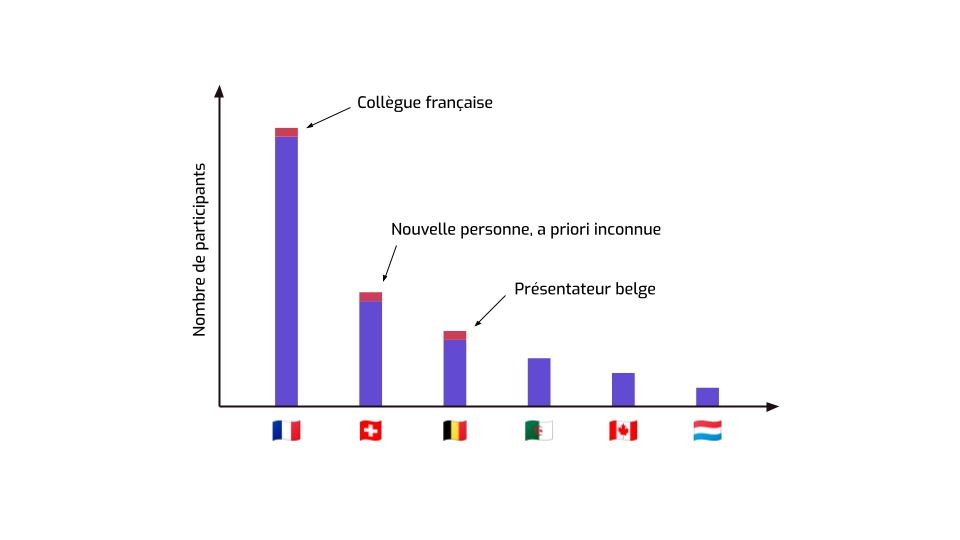 Collègue française
Nouvelle personne, a priori inconnue
Présentateur belge
Nombre de participants